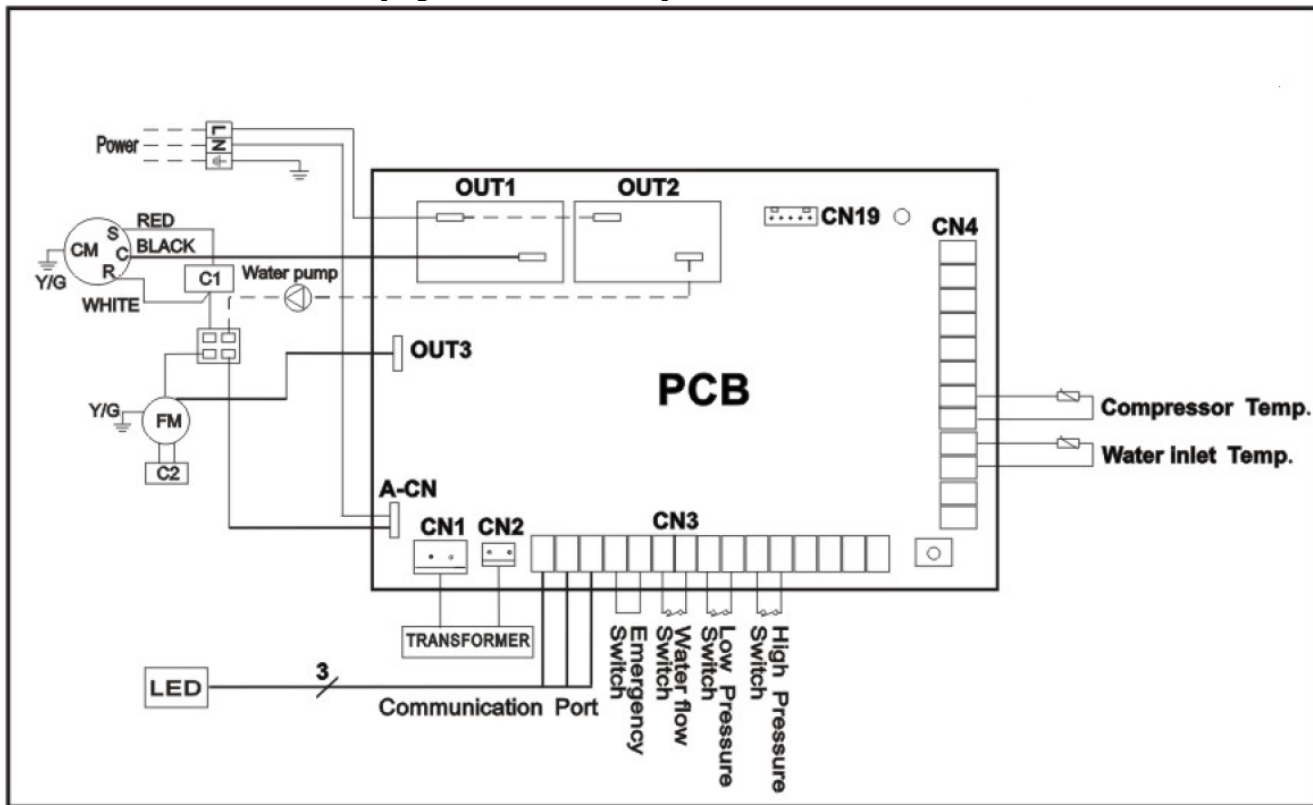 Power
L
N
OUT1
OUT2
CN19
CN4
RED
S
CM
C
BLACK
R
Y/G
C1
Water pump
WHITE
OUT3
PCB
Compressor Temp.
Y/G
FM
Water inlet Temp.
C2
A-CN
CN1
CN2
CN3
TRANSFORMER
Emergency
Switch
Water flow
Switch
Low Pressure
Switch
High Pressure
Switch
LED
3
Communication Port